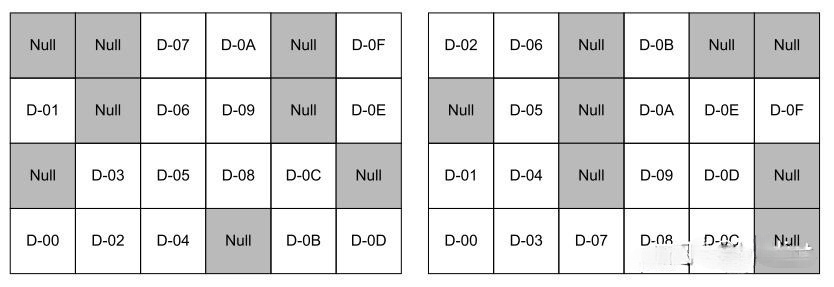 Null Null D-07 D-0A Null D-0F
D-01 Null D-06 D-09 Null D-0E
Null D-03 D-05 D-08 D-0C Null
D-00 D-02 D-04 Null D-0B D-0D
D-02 D-06 Null D-0B Null Null
Null D-05 Null D-0A D-0E D-0F
D-01 D-04 Null D-09 D-0D Null
D-00 D-03 D-07 D-08 D-0C Null